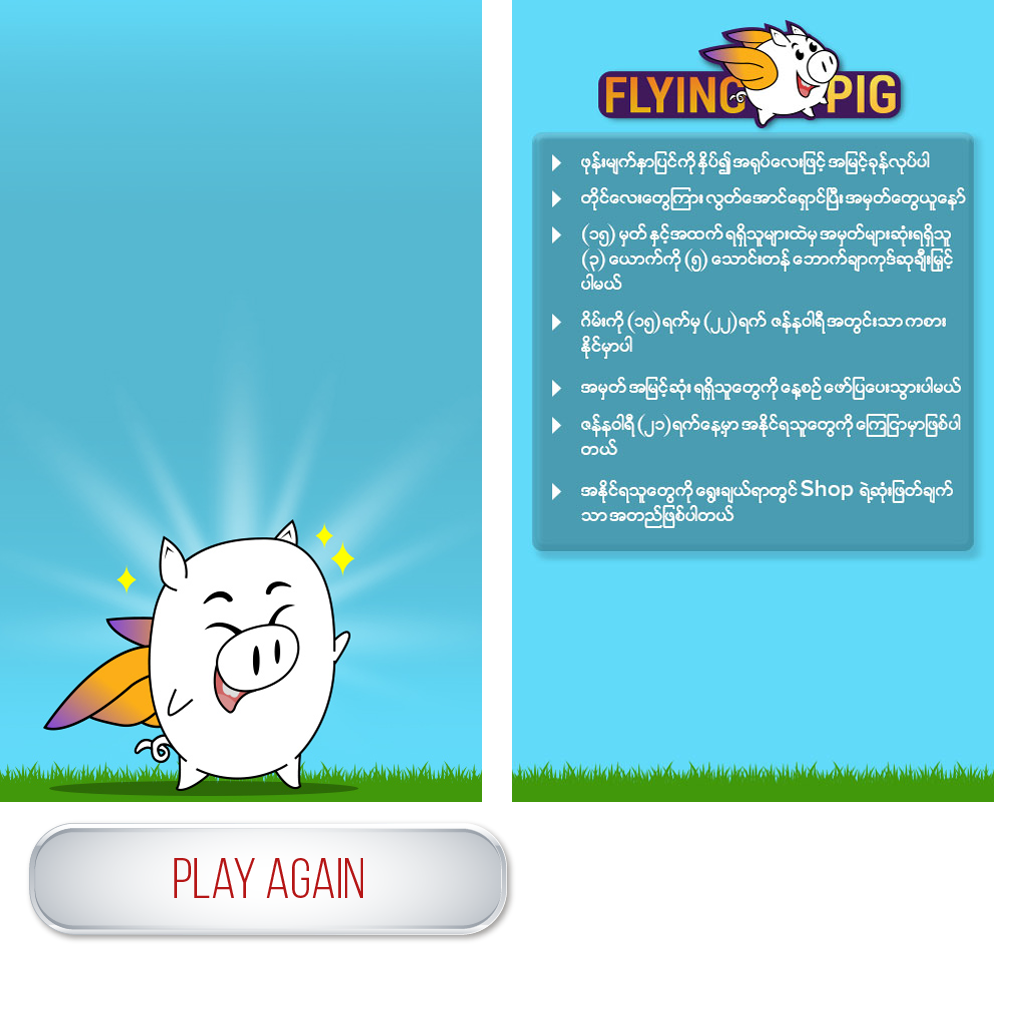 FLYING PIG
ဖုန်းမျက်နှာပြင်ကို နှိပ်၍ အရုပ်လေးဖြင့် အမြင့်ခုန်လုပ်ပါ
တိုင်လေးတွေကြား လွတ်အောင်ရှောင်ပြီး အမှတ်တွေယူနော်
(၁၅) မှတ် နှင့်အထက် ရရှိသူများထဲမှ အမှတ်များဆုံးရရှိသူ
(၃) ယောက်ကို (၅) သောင်းတန် ဘောက်ချာကုဒ်ဆုချီးမြှင့်
ပါမယ်
ဂိမ်းကို (၁၅)ရက်မှ (၂၂)ရက် ဇန်နဝါရီ အတွင်းသာ ကစား
နိုင်မှာပါ
အမှတ် အမြင့်ဆုံး ရရှိသူတွေကို နေ့စဉ် ဖော်ပြပေးသွားပါမယ်
ဇန်နဝါရီ (၂၁)ရက်နေ့မှာ အနိုင်ရသူတွေကို ကြေငြာမှာဖြစ်ပါ
တယ်
အနိုင်ရသူတွေကို ရွေးချယ်ရာတွင် Shop ရဲ့ဆုံးဖြတ်ချက်
သာ အတည်ဖြစ်ပါတယ်
PLAY AGAIN